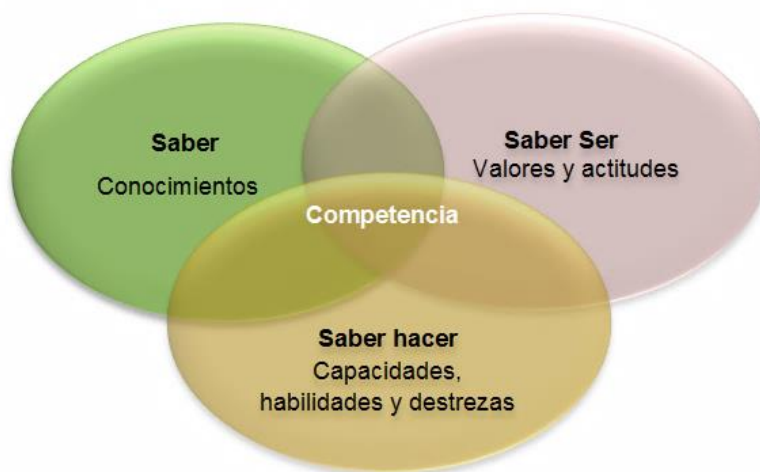 Saber
Conocimientos
Saber Ser
Valores y actitudes
Competencia
Saber hacer
Capacidades,
habilidades y destrezas